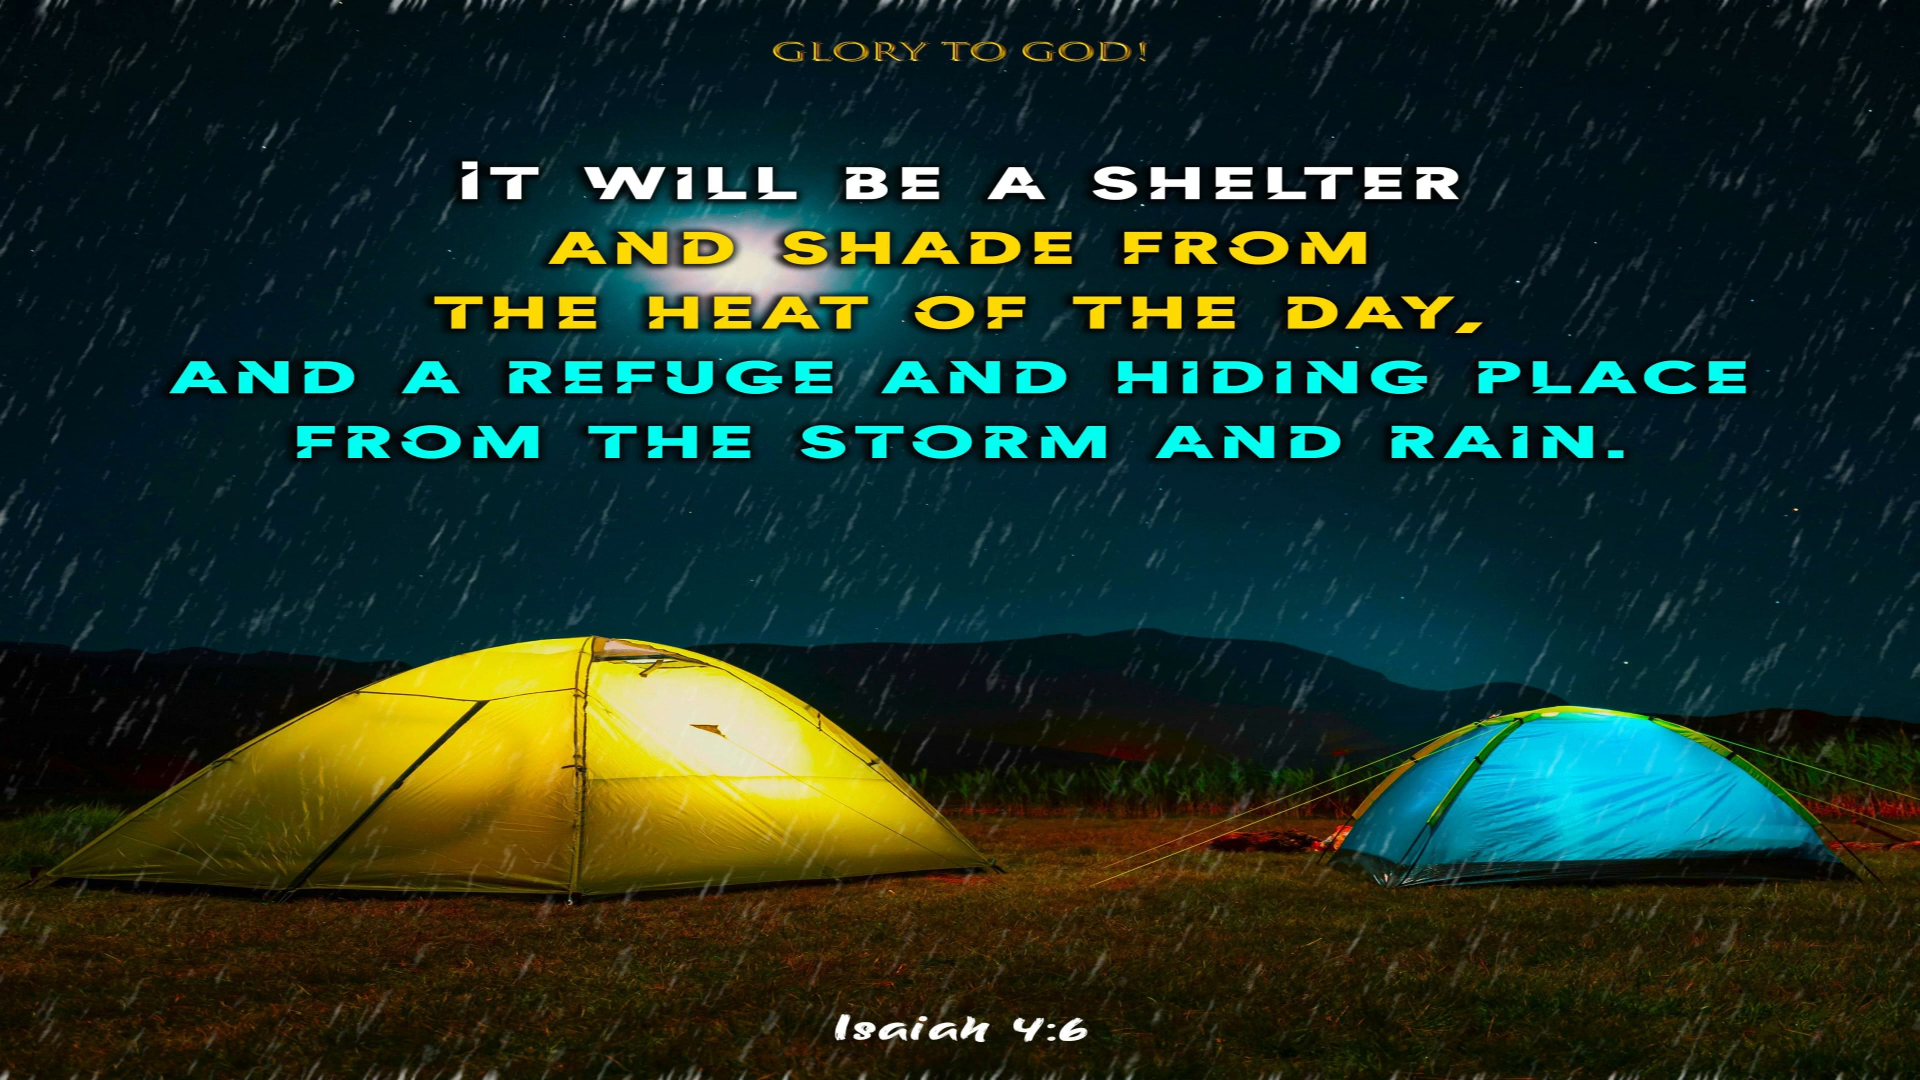 GLORY TO GOD!
iT WiLL BE A SHELTER
AND SHADE FROM
THE HEAT OF THE DAY,
AND A REFUGE AND HiDiNG PLACE
FROM THE STORM AND RAiN.
Isaiah 4:6